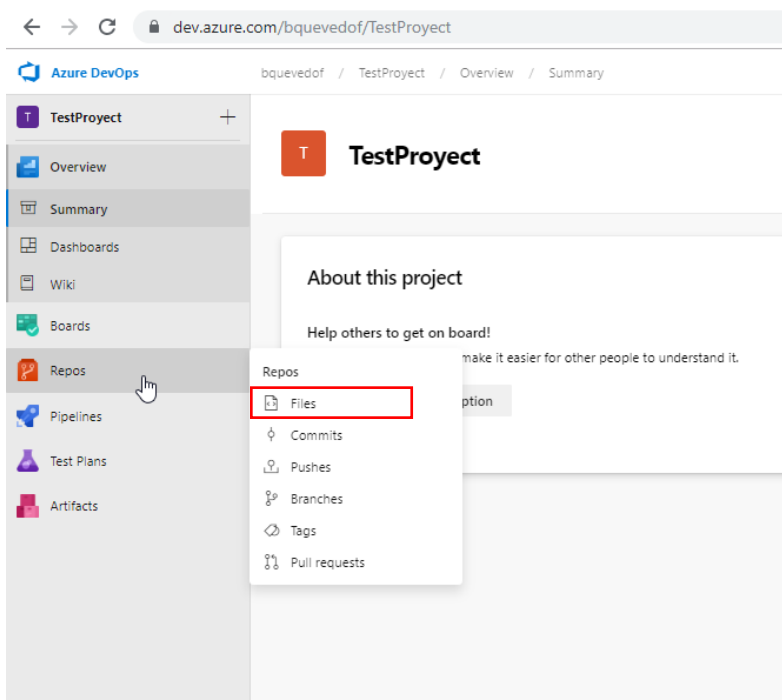 dev.azure.com/bquevedof/TestProyect
Azure DevOps
bquevedof / TestProyect / Overview / Summary
T TestProyect +
Overview
Summary
Dashboards
Wiki
Boards
Repos
Pipelines
Test Plans
Artifacts
T TestProyect
About this project
Help others to get on board!
make it easier for other people to understand it.
ption
Repos
Files
Commits
Pushes
Branches
Tags
Pull requests